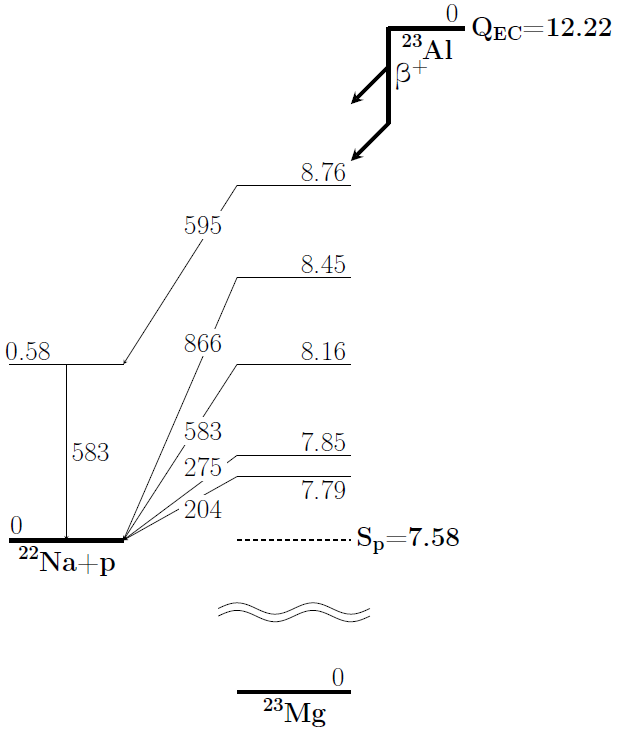 0
Q_EC=12.22
²³Al
β⁺
8.76
595
8.45
866
0.58
8.16
583
583
7.85
275
7.79
204
0
S_p=7.58
²²Na+p
0
²³Mg